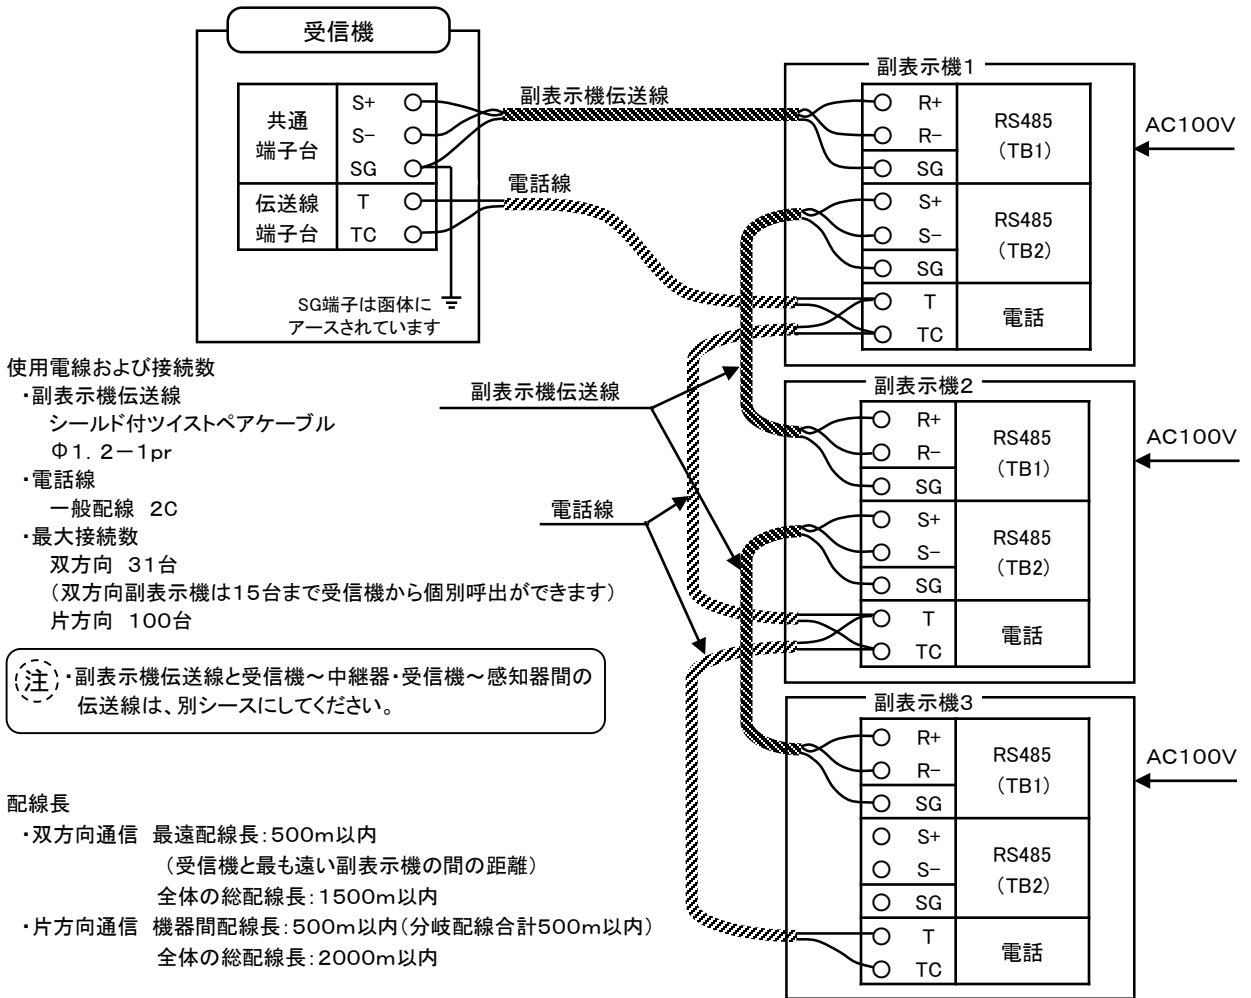 受信機
共通
端子台
S+
S-
SG
伝送線
端子台
T
TC
SG端子は函体に
アースされています
副表示機伝送線
電話線
副表示機1
R+
R-
SG
RS485
(TB1)
S+
S-
SG
RS485
(TB2)
T
TC
電話
AC100V
使用電線および接続数
・副表示機伝送線
シールド付ツイストペアケーブル
Φ1.2-1pr
・電話線
一般配線 2C
・最大接続数
双方向 31台
(双方向副表示機は15台まで受信機から個別呼出ができます)
片方向 100台
副表示機伝送線
電話線
副表示機2
R+
R-
SG
RS485
(TB1)
S+
S-
SG
RS485
(TB2)
T
TC
電話
AC100V
注 ・副表示機伝送線と受信機～中継器・受信機～感知器間の
伝送線は、別シースにしてください。
副表示機3
R+
R-
SG
RS485
(TB1)
S+
S-
SG
RS485
(TB2)
T
TC
電話
AC100V
配線長
・双方向通信 最遠配線長:500m以内
(受信機と最も遠い副表示機の間の距離)
全体の総配線長:1500m以内
・片方向通信 機器間配線長:500m以内(分岐配線合計500m以内)
全体の総配線長:2000m以内